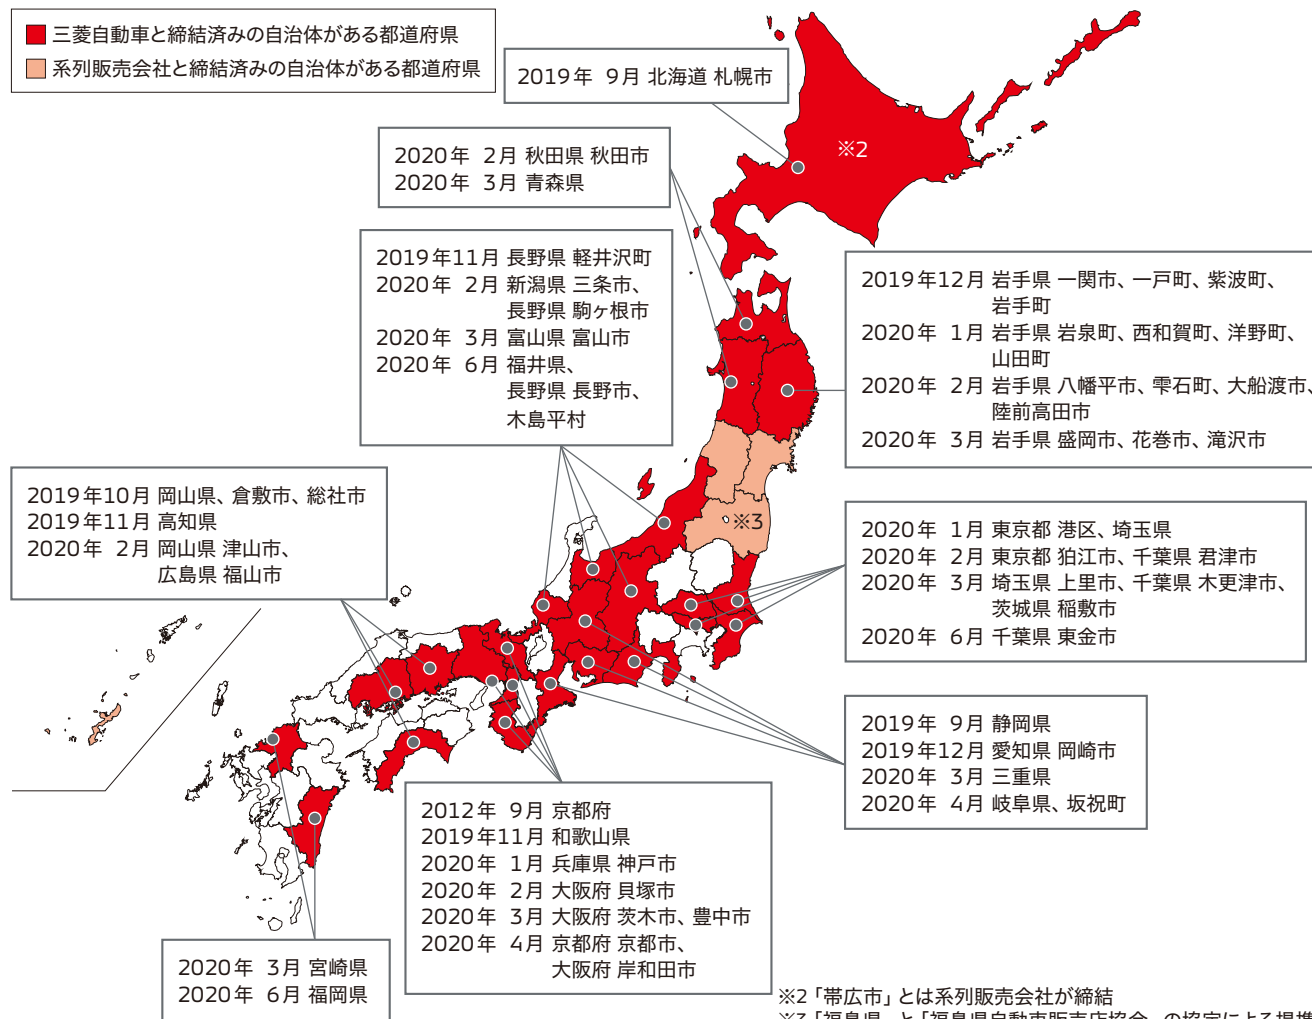 三菱自動車と締結済みの自治体がある都道府県
系列販売会社と締結済みの自治体がある都道府県
2019年 9月 北海道 札幌市
※2
2020年 2月 秋田県 秋田市
2020年 3月 青森県
2019年11月 長野県 軽井沢町
2020年 2月 新潟県 三条市、
長野県 駒ヶ根市
2020年 3月 富山県 富山市
2020年 6月 福井県、
長野県 長野市、
木島平村
2019年12月 岩手県 一関市、一戸町、紫波町、
岩手町
2020年 1月 岩手県 岩泉町、西和賀町、洋野町、
山田町
2020年 2月 岩手県 八幡平市、雫石町、大船渡市、
陸前高田市
2020年 3月 岩手県 盛岡市、花巻市、滝沢市
※3
2019年10月 岡山県、倉敷市、総社市
2019年11月 高知県
2020年 2月 岡山県 津山市、
広島県 福山市
2020年 1月 東京都 港区、埼玉県
2020年 2月 東京都 狛江市、千葉県 君津市
2020年 3月 埼玉県 上里市、千葉県 木更津市、
茨城県 稲敷市
2020年 6月 千葉県 東金市
2019年 9月 静岡県
2019年12月 愛知県 岡崎市
2020年 3月 三重県
2020年 4月 岐阜県、坂祝町
2012年 9月 京都府
2019年11月 和歌山県
2020年 1月 兵庫県 神戸市
2020年 2月 大阪府 貝塚市
2020年 3月 大阪府 茨木市、豊中市
2020年 4月 京都府 京都市、
大阪府 岸和田市
2020年 3月 宮崎県
2020年 6月 福岡県
※2「帯広市」とは系列販売会社が締結
※3「福島県」と「福島県自動車販売店協会」の協定による提携